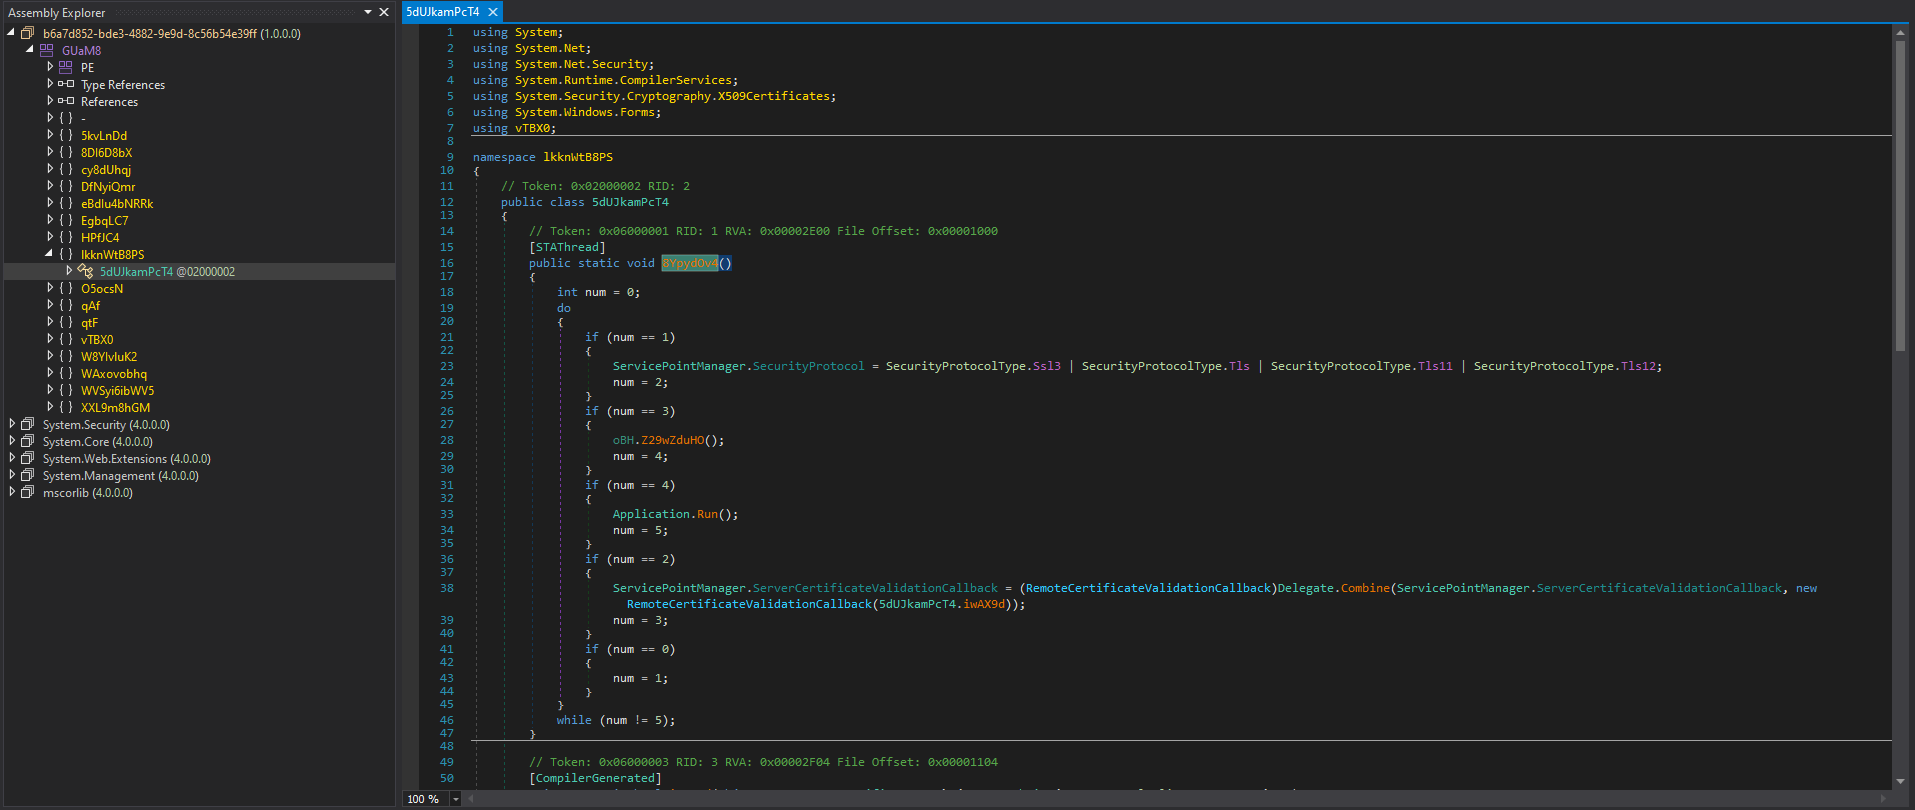 Assembly Explorer
b6a7d852-bde3-4882-9e9d-8c56b54e39ff (1.0.0.0)
GUaM8
PE
Type References
References
{ } -
{ } 5kvLnDd
{ } 8DI6D8bX
{ } cy8dUhqj
{ } DfNyiQmr
{ } eBdIu4bNRRk
{ } EgbqLC7
{ } HPfJC4
{ } lkknWtB8PS
5dUJkamPcT4 @02000002
{ } O5ocsN
{ } qAf
{ } qtF
{ } vTBX0
{ } W8YIvIuK2
{ } WAxovobhq
{ } WVSyi6ibWV5
{ } XXL9m8hGM
System.Security (4.0.0.0)
System.Core (4.0.0.0)
System.Web.Extensions (4.0.0.0)
System.Management (4.0.0.0)
mscorlib (4.0.0.0)
5dUJkamPcT4
1 using System;
2 using System.Net;
3 using System.Net.Security;
4 using System.Runtime.CompilerServices;
5 using System.Security.Cryptography.X509Certificates;
6 using System.Windows.Forms;
7 using vTBX0;
8
9 namespace lkknWtB8PS
10 {
11 // Token: 0x02000002 RID: 2
12 public class 5dUJkamPcT4
13 {
14 // Token: 0x06000001 RID: 1 RVA: 0x00002E00 File Offset: 0x00001000
15 [STAThread]
16 public static void 8YpydOv4()
17 {
18 int num = 0;
19 do
20 {
21 if (num == 1)
22 {
23 ServicePointManager.SecurityProtocol = SecurityProtocolType.Ssl3 | SecurityProtocolType.Tls | SecurityProtocolType.Tls11 | SecurityProtocolType.Tls12;
24 num = 2;
25 }
26 if (num == 3)
27 {
28 oBH.Z29wZduHO();
29 num = 4;
30 }
31 if (num == 4)
32 {
33 Application.Run();
34 num = 5;
35 }
36 if (num == 2)
37 {
38 ServicePointManager.ServerCertificateValidationCallback = (RemoteCertificateValidationCallback)Delegate.Combine(ServicePointManager.ServerCertificateValidationCallback, new
RemoteCertificateValidationCallback(5dUJkamPcT4.iwAX9d));
39 num = 3;
40 }
41 if (num == 0)
42 {
43 num = 1;
44 }
45 }
46 while (num != 5);
47 }
48
49 // Token: 0x06000003 RID: 3 RVA: 0x00002F04 File Offset: 0x00001104
50 [CompilerGenerated]
100 %